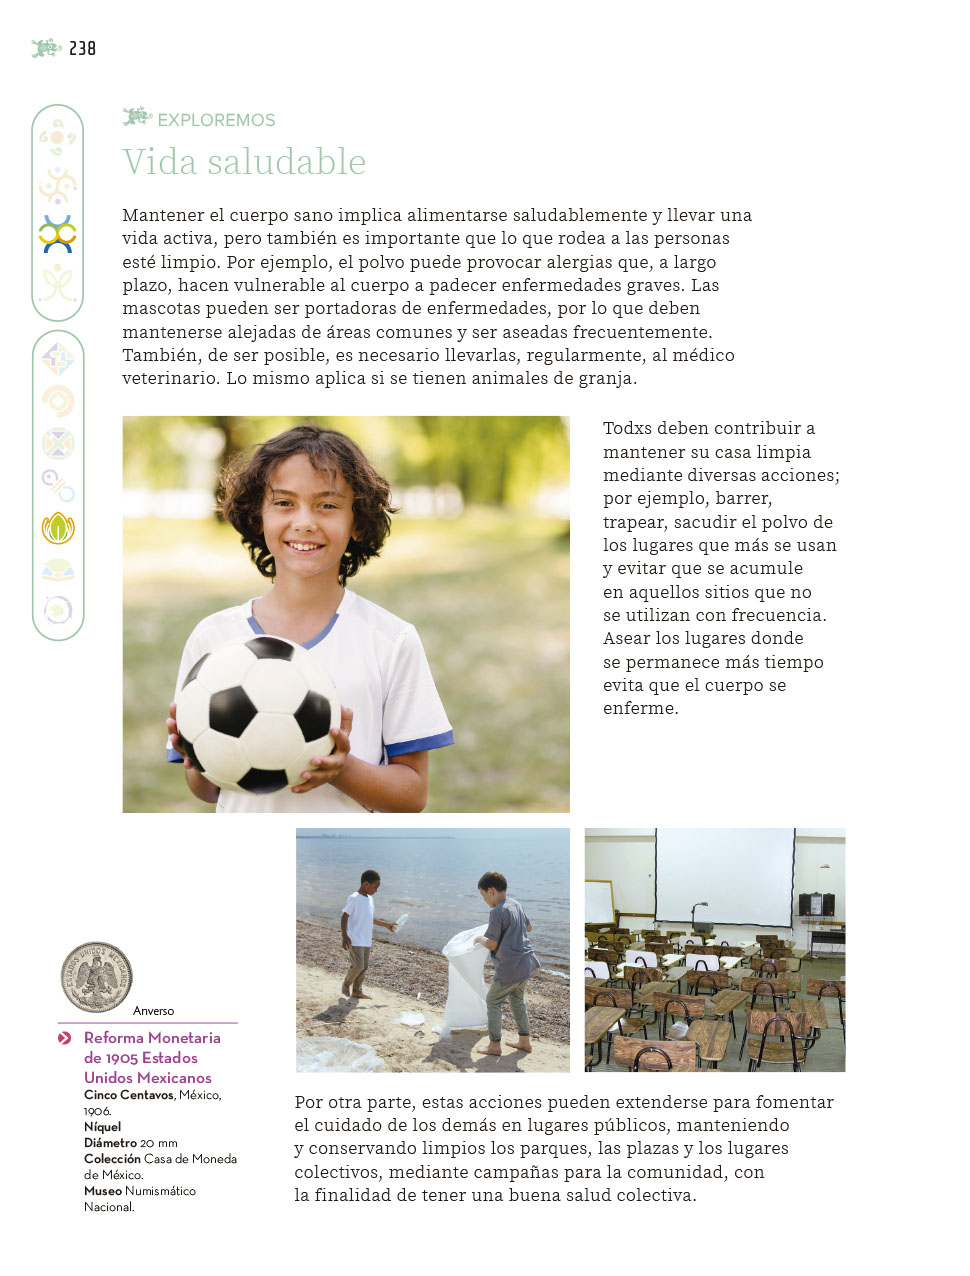 238
EXPLOREMOS
Vida saludable
Mantener el cuerpo sano implica alimentarse saludablemente y llevar una
vida activa, pero también es importante que lo que rodea a las personas
esté limpio. Por ejemplo, el polvo puede provocar alergias que, a largo
plazo, hacen vulnerable al cuerpo a padecer enfermedades graves. Las
mascotas pueden ser portadoras de enfermedades, por lo que deben
mantenerse alejadas de áreas comunes y ser aseadas frecuentemente.
También, de ser posible, es necesario llevarlas, regularmente, al médico
veterinario. Lo mismo aplica si se tienen animales de granja.
Todxs deben contribuir a
mantener su casa limpia
mediante diversas acciones;
por ejemplo, barrer,
trapear, sacudir el polvo de
los lugares que más se usan
y evitar que se acumule
en aquellos sitios que no
se utilizan con frecuencia.
Asear los lugares donde
se permanece más tiempo
evita que el cuerpo se
enferme.
ESTADOS UNIDOS MEXICANOS
Anverso
Reforma Monetaria
de 1905 Estados
Unidos Mexicanos
Cinco Centavos, México,
1906.
Níquel
Diámetro 20 mm
Colección Casa de Moneda
de México.
Museo Numismático
Nacional.
Por otra parte, estas acciones pueden extenderse para fomentar
el cuidado de los demás en lugares públicos, manteniendo
y conservando limpios los parques, las plazas y los lugares
colectivos, mediante campañas para la comunidad, con
la finalidad de tener una buena salud colectiva.